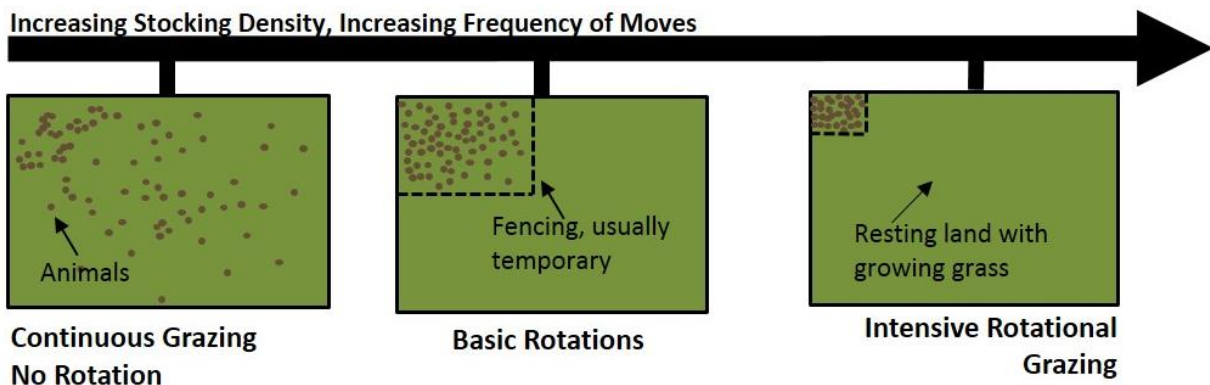 Increasing Stocking Density, Increasing Frequency of Moves
Animals
Fencing, usually
temporary
Resting land with
growing grass
Continuous Grazing
No Rotation
Basic Rotations
Intensive Rotational
Grazing